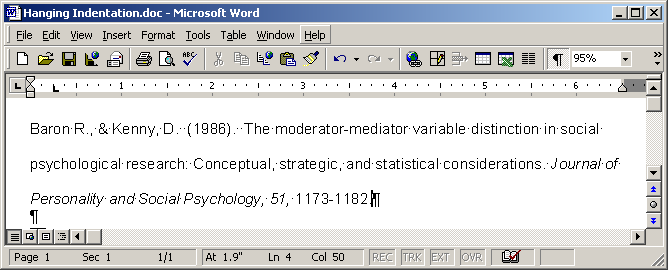 Hanging Indentation.doc - Microsoft Word
File Edit View Insert Format Tools Table Window Help
ABC ¶ 95%
1 2 3 4 5 6
Baron·R.,·&·Kenny,·D.··(1986).··The·moderator-mediator·variable·distinction·in·social·
psychological·research:·Conceptual,·strategic,·and·statistical·considerations.·Journal·of·
Personality·and·Social·Psychology,·51,·1173-1182.¶
¶
Page 1 Sec 1 1/1 At 1.9" Ln 4 Col 50 REC TRK EXT OVR